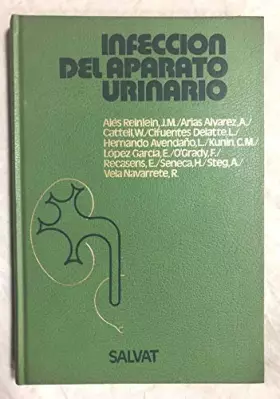 INFECCION
DEL APARATO
URINARIO
Alés Reinlein, J.M./Arias Alvarez, A./
Cattell, W./Cifuentes Delatte, L./
Hernando Avendaño, L./Kunin, C.M./
López García, E./O'Grady, F./
Recasens, E./Seneca, H./Steg, A./
Vela Navarrete, R.
SALVAT